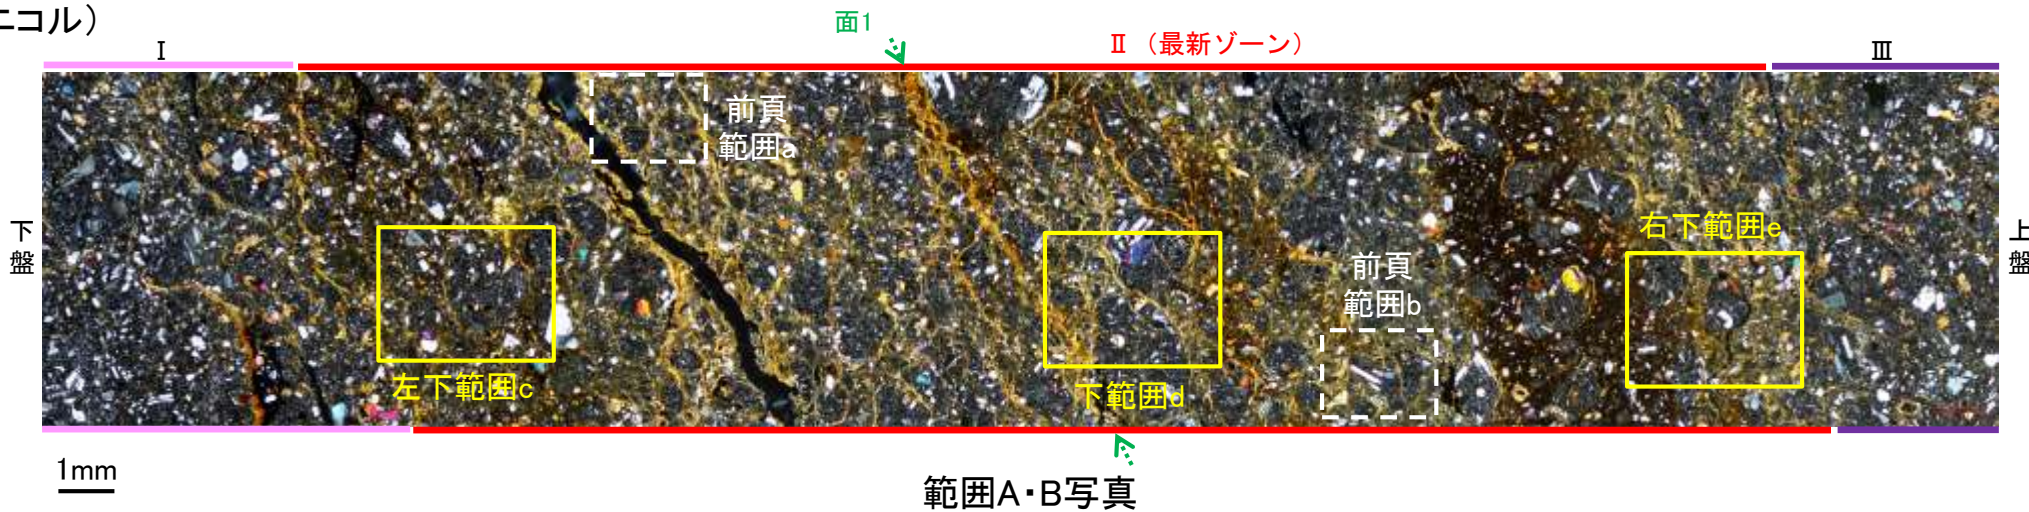 ニコル)
面1
Ⅰ
Ⅱ (最新ゾーン)
Ⅲ
前頁
範囲a
下
盤
右下範囲e
上
盤
前頁
範囲b
左下範囲c
下範囲d
1mm
範囲A・B写真